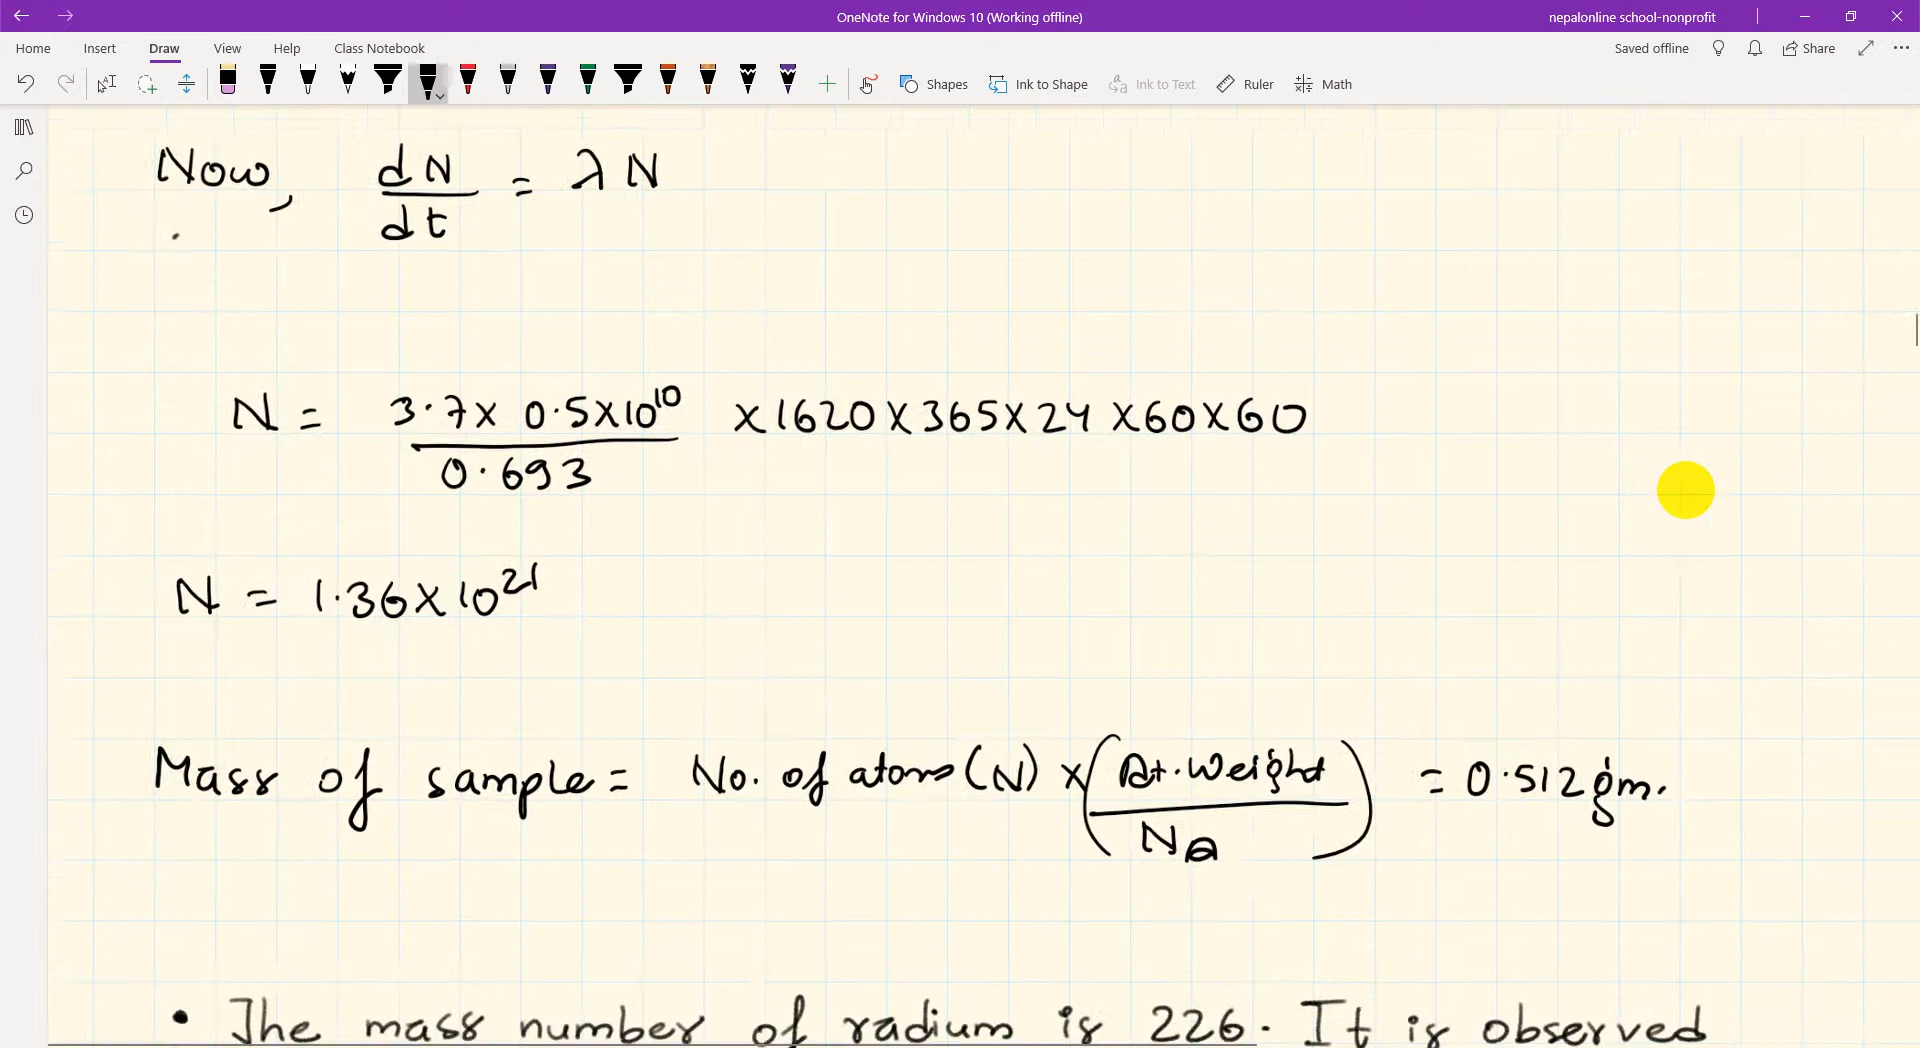 OneNote for Windows 10 (Working offline)
nepalonline school-nonprofit
Home Insert Draw View Help Class Notebook
Saved offline Share
Shapes Ink to Shape Ink to Text Ruler Math
Now, dN/dt = λN
N = 3.7x 0.5x10^10/0.693 x1620x365x24x60x60
N = 1.36x10^21
Mass of sample = No. of atoms(N) x (At. Weight/N_A) = 0.512gm.
• The mass number of radium is 226. It is observed